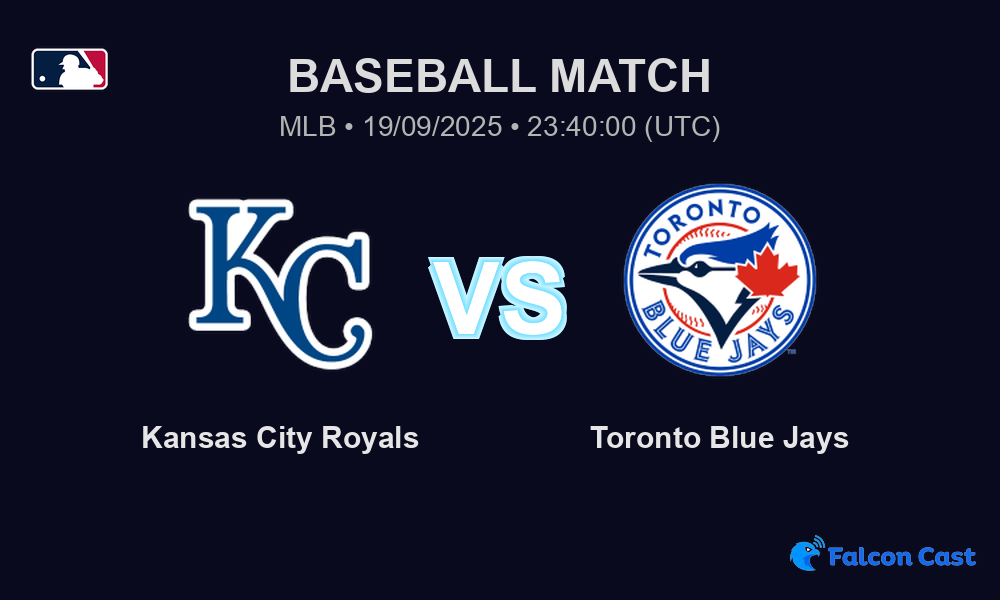 BASEBALL MATCH
MLB • 19/09/2025 • 23:40:00 (UTC)
KC
VS
TORONTO
BLUE JAYS
TM
Kansas City Royals
Toronto Blue Jays
Falcon Cast